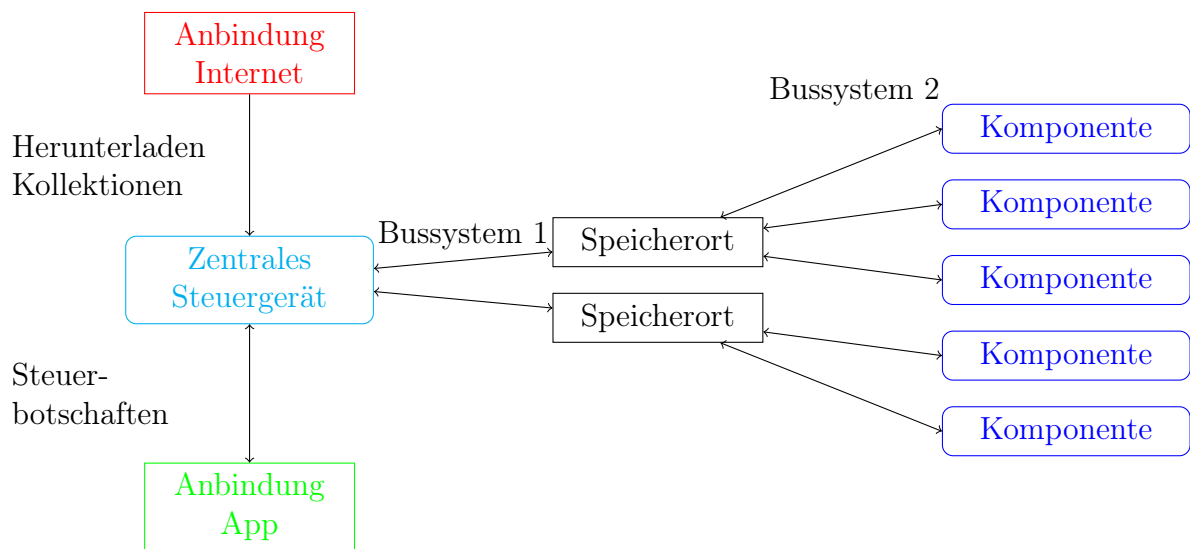 Anbindung
Internet
Bussystem 2
Komponente
Herunterladen
Kollektionen
Komponente
Bussystem 1
Speicherort
Zentrales
Steuergerät
Komponente
Speicherort
Komponente
Steuer-
botschaften
Komponente
Anbindung
App